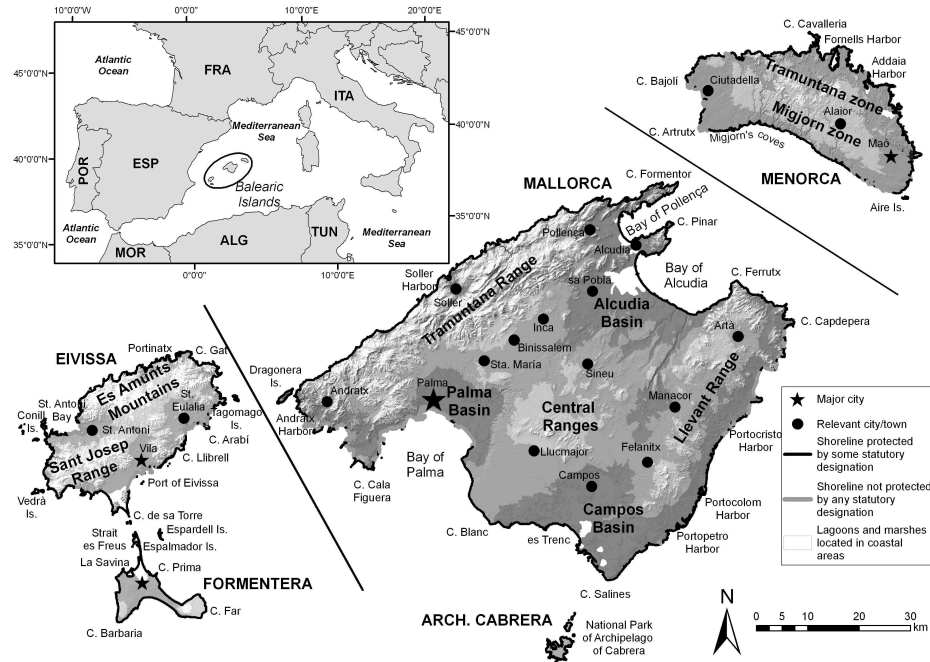 10°0'0"W
0°0'0"
10°0'0"E
20°0'0"E
45°0'0"N
40°0'0"N
35°0'0"N
45°0'0"N
40°0'0"N
35°0'0"N
0°0'0"
10°0'0"E
Atlantic
Ocean
FRA
ITA
Mediterranean
Sea
POR
ESP
Balearic
Islands
Atlantic
Ocean
MOR
ALG
TUN
Mediterranean
Sea
C. Cavalleria
Fornells Harbor
Addaia
Harbor
C. Bajolí
Ciutadella
Tramuntana zone
Alaior
Migjorn zone
Maó
C. Artrutx
Migjorn's coves
MENORCA
Aire Is.
MALLORCA
C. Formentor
Bay of Pollença
C. Pinar
Pollença
Alcudia
Bay of
Alcudia
C. Ferrutx
Soller
Harbor
Soller
Tramuntana Range
sa Pobla
Alcudia
Basin
C. Capdepera
Artà
Inca
Binissalem
Sta. Maria
Sineu
Dragonera
Is.
Andratx
Andratx
Harbor
Palma
Palma
Basin
Central
Ranges
Manacor
Llevant Range
Portocristo
Harbor
Bay of
Palma
Llucmajor
Felanitx
Campos
Campos
Basin
C. Cala
Figuera
Portocolom
Harbor
Portopetro
Harbor
C. Blanc
es Trenc
C. Salines
EIVISSA
Portinatx
C. Gat
Es Amunts
Mountains
St. Antoni
Bay
Conill
Is.
St.
Eulalia
Tagomago
Is.
St. Antoni
C. Arabí
Sant Josep
Range
Vila
C. Llibrell
Port of Eivissa
Vedrà
Is.
C. de sa Torre
Espardell Is.
Strait
es Freus
Espalmador Is.
La Savina
C. Prima
FORMENTERA
C. Far
C. Barbaria
ARCH. CABRERA
National Park
of Archipelago
of Cabrera
Major city
Relevant city/town
Shoreline protected
by some statutory
designation
Shoreline not protected
by any statutory
designation
Lagoons and marshes
located in coastal
areas
N
0 5 10 20 30
km